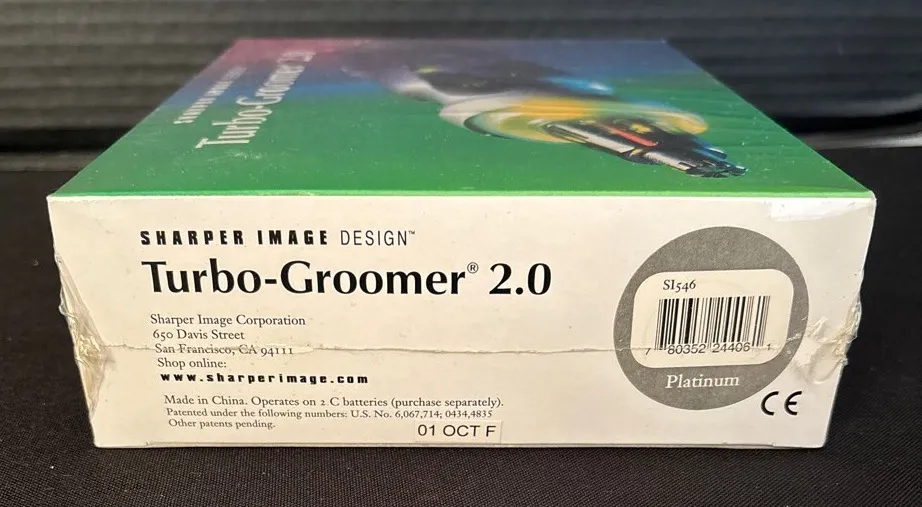 SHARPER IMAGE DESIGN
Turbo-Groomer® 2.0
SHARPER IMAGE DESIGN™
Turbo-Groomer® 2.0
Sharper Image Corporation
650 Davis Street
San Francisco, CA 94111
Shop online:
www.sharperimage.com
Made in China. Operates on 2 C batteries (purchase separately).
Patented under the following numbers: U.S. No. 6,067,714; 0434,4835
Other patents pending.
01 OCT F
SI546
7 80352 24406 1
Platinum
CE